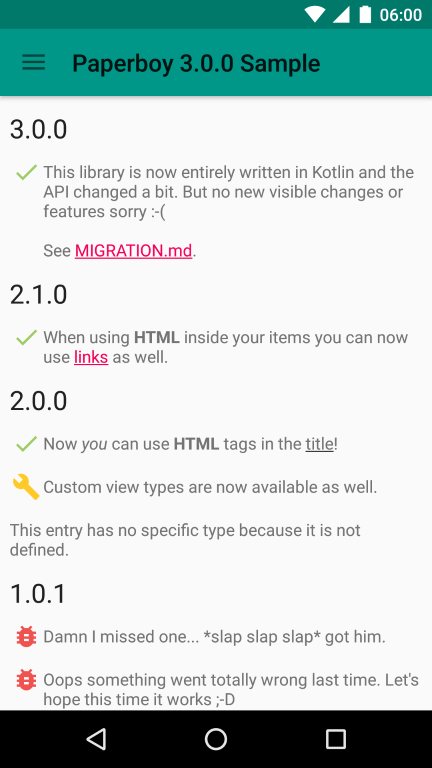 06:00
Paperboy 3.0.0 Sample
3.0.0
This library is now entirely written in Kotlin and the
API changed a bit. But no new visible changes or
features sorry :-(
See MIGRATION.md.
2.1.0
When using HTML inside your items you can now
use links as well.
2.0.0
Now you can use HTML tags in the title!
Custom view types are now available as well.
This entry has no specific type because it is not
defined.
1.0.1
Damn I missed one... *slap slap slap* got him.
Oops something went totally wrong last time. Let's
hope this time it works ;-D